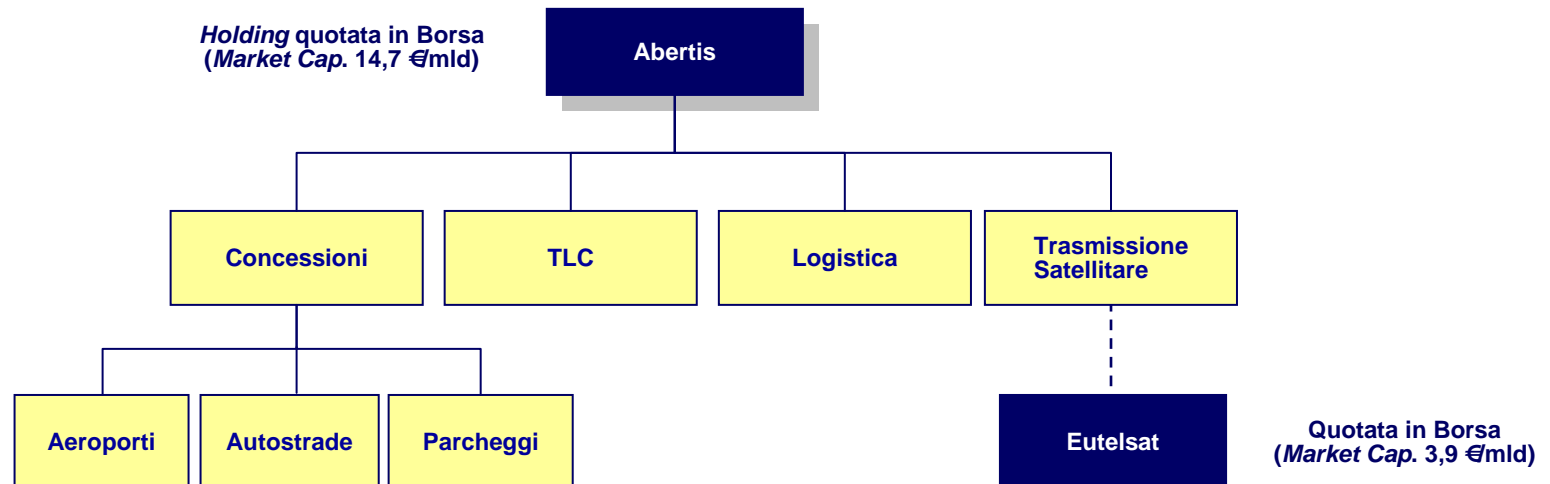 Holding quotata in Borsa
(Market Cap. 14,7 €/mld)
Abertis
Concessioni
TLC
Logistica
Trasmissione
Satellitare
Aeroporti
Autostrade
Parcheggi
Eutelsat
Quotata in Borsa
(Market Cap. 3,9 €/mld)